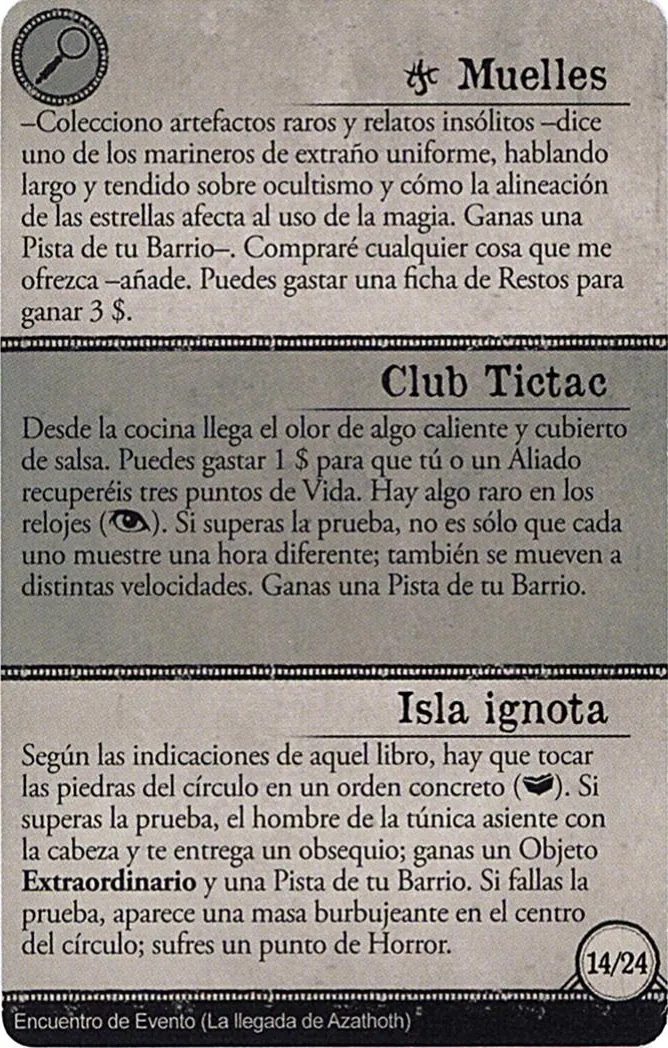 Muelles
–Colecciono artefactos raros y relatos insólitos –dice
uno de los marineros de extraño uniforme, hablando
largo y tendido sobre ocultismo y cómo la alineación
de las estrellas afecta al uso de la magia. Ganas una
Pista de tu Barrio–. Compraré cualquier cosa que me
ofrezca –añade. Puedes gastar una ficha de Restos para
ganar 3 $.
Club Tictac
Desde la cocina llega el olor de algo caliente y cubierto
de salsa. Puedes gastar 1 $ para que tú o un Aliado
recuperéis tres puntos de Vida. Hay algo raro en los
relojes (). Si superas la prueba, no es sólo que cada
uno muestre una hora diferente; también se mueven a
distintas velocidades. Ganas una Pista de tu Barrio.
Isla ignota
Según las indicaciones de aquel libro, hay que tocar
las piedras del círculo en un orden concreto (). Si
superas la prueba, el hombre de la túnica asiente con
la cabeza y te entrega un obsequio; ganas un Objeto
Extraordinario y una Pista de tu Barrio. Si fallas la
prueba, aparece una masa burbujeante en el centro
del círculo; sufres un punto de Horror.
14/24
Encuentro de Evento (La llegada de Azathoth)